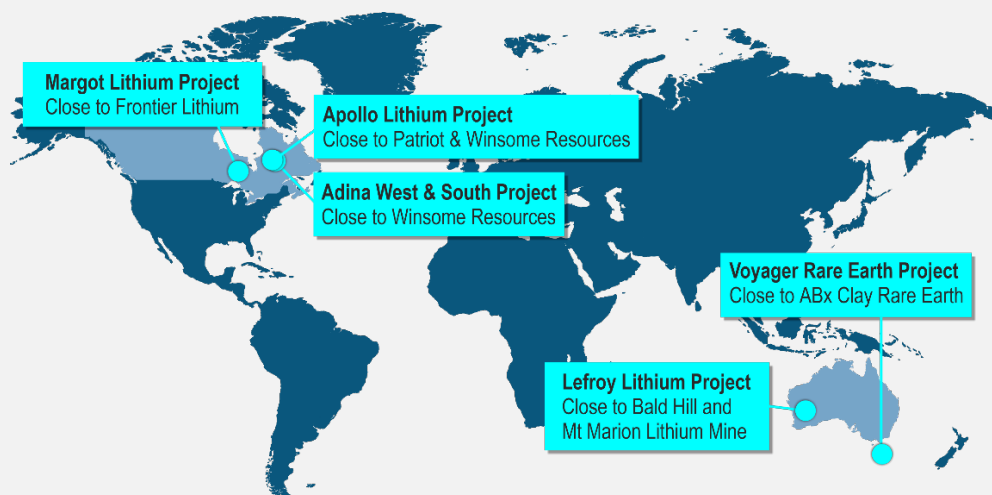 Margot Lithium Project
Close to Frontier Lithium
Apollo Lithium Project
Close to Patriot & Winsome Resources
Adina West & South Project
Close to Winsome Resources
Voyager Rare Earth Project
Close to ABx Clay Rare Earth
Lefroy Lithium Project
Close to Bald Hill and
Mt Marion Lithium Mine